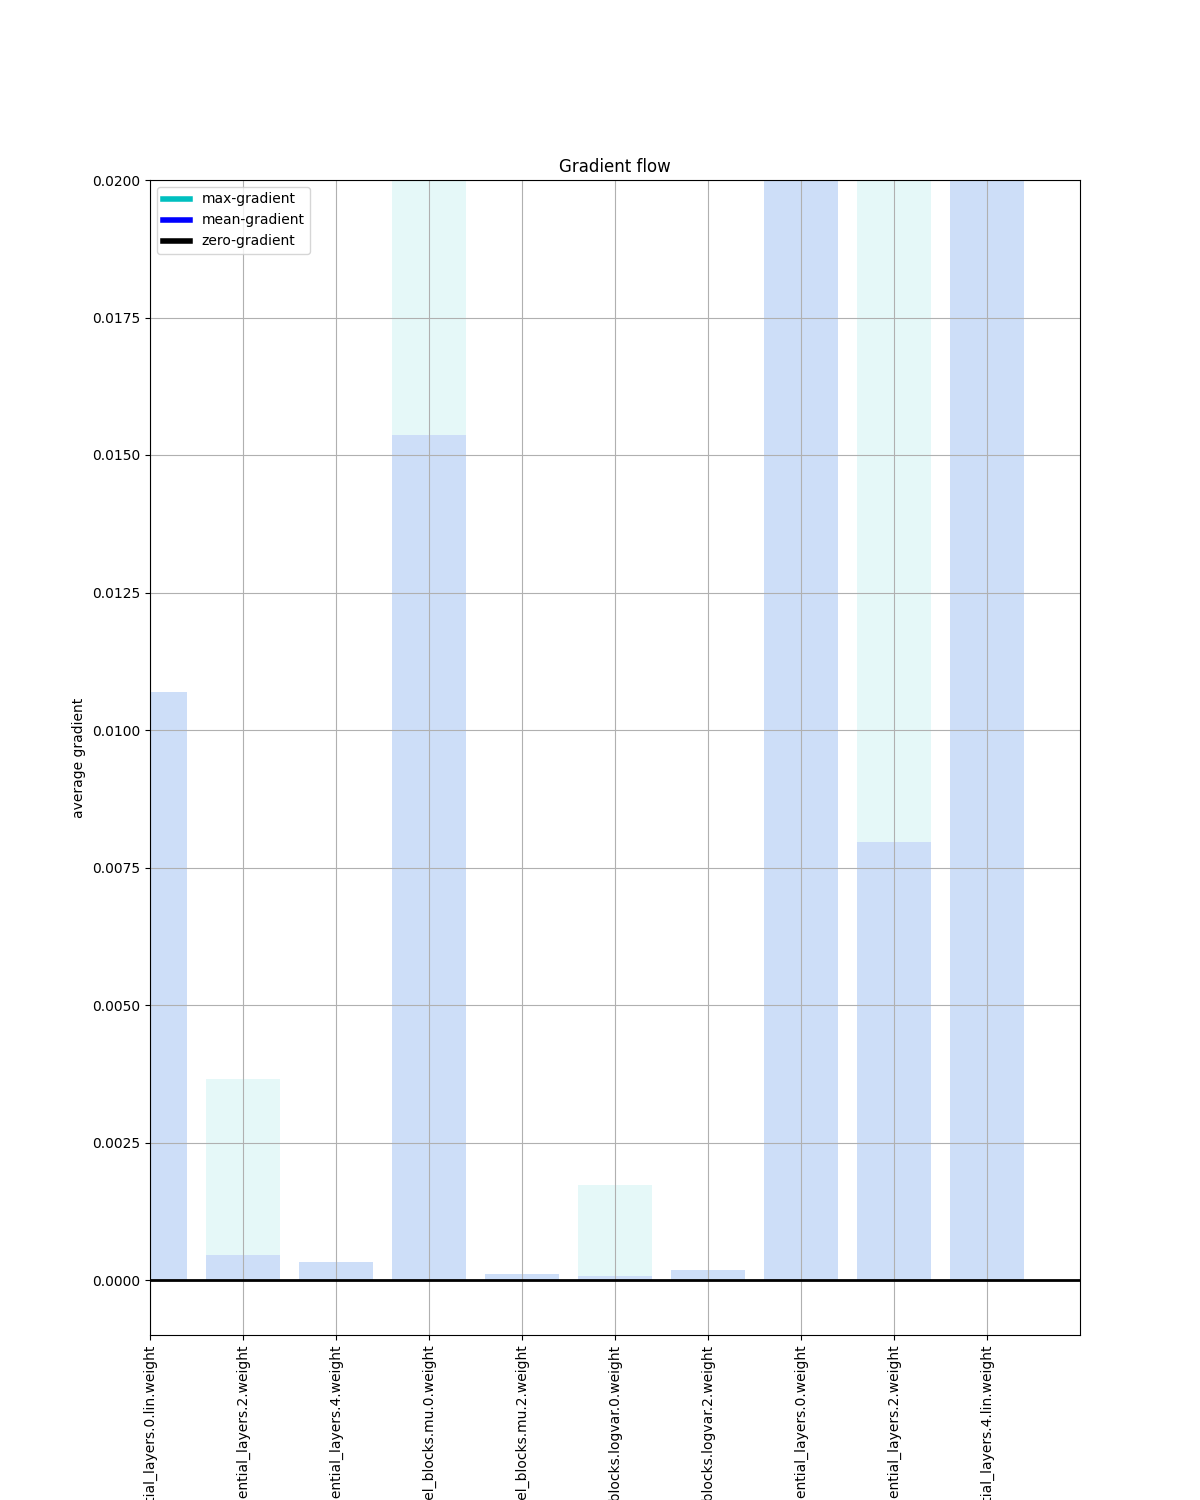 Gradient flow
max-gradient
mean-gradient
zero-gradient
0.0200
0.0175
0.0150
0.0125
0.0100
0.0075
0.0050
0.0025
0.0000
average gradient
tial_layers.0.lin.weight
ential_layers.2.weight
ential_layers.4.weight
el_blocks.mu.0.weight
el_blocks.mu.2.weight
blocks.logvar.0.weight
blocks.logvar.2.weight
ential_layers.0.weight
ential_layers.2.weight
tial_layers.4.lin.weight